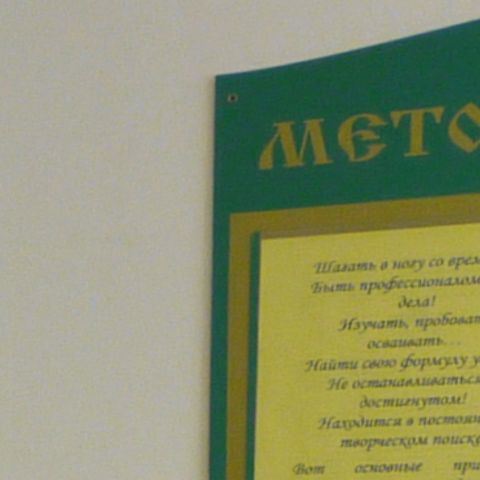 МЕТО
Шагать в ногу со врем
Быть профессионалом
дела!
Изучать, пробоват
осваивать...
Найти свою формулу у
Не останавливаться
достигнутом!
Находится в постоян
творческом поиске
Вот основные при